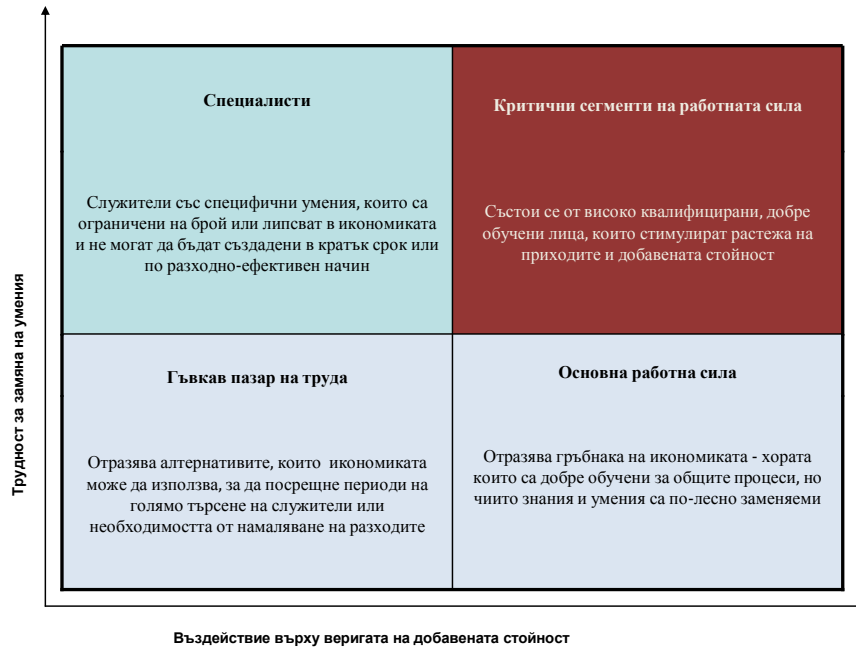 Специалисти
Служители със специфични умения, които са
ограничени на брой или липсват в икономиката
и не могат да бъдат създадени в кратък срок или
по разходно-ефективен начин
Критични сегменти на работната сила
Състои се от високо квалифицирани, добре
обучени лица, които стимулират растежа на
приходите и добавената стойност
Гъвкав пазар на труда
Отразява алтернативите, които икономиката
може да използва, за да посрещне периоди на
голямо търсене на служители или
необходимостта от намаляване на разходите
Основна работна сила
Отразява гръбнака на икономиката - хората
които са добре обучени за общите процеси, но
чиито знания и умения са по-лесно заменяеми
Трудност за замяна на умения
Въздействие върху веригата на добавената стойност